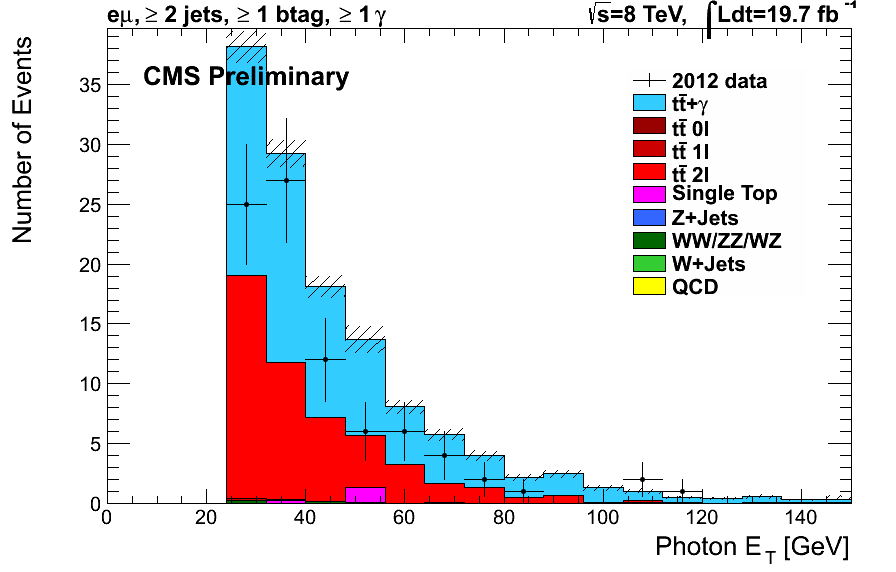 eμ, ≥ 2 jets, ≥ 1 btag, ≥ 1 γ
√s=8 TeV, ∫Ldt=19.7 fb⁻¹
CMS Preliminary
2012 data
tt̄+γ
tt̄ 0l
tt̄ 1l
tt̄ 2l
Single Top
Z+Jets
WW/ZZ/WZ
W+Jets
QCD
Number of Events
35
30
25
20
15
10
5
0
0 20 40 60 80 100 120 140
Photon E_T [GeV]